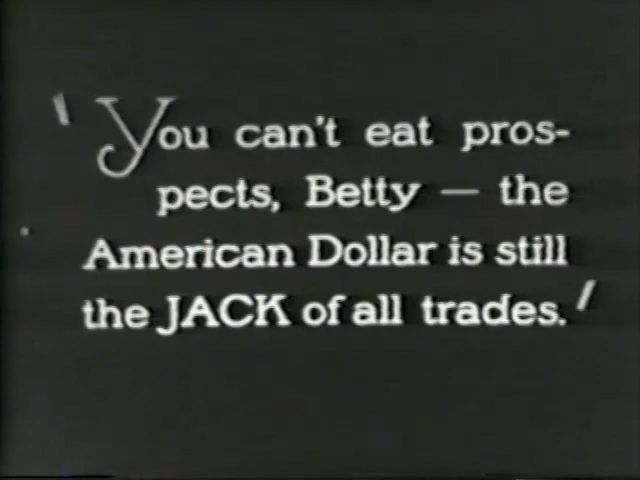 'You can't eat pros-
pects, Betty — the
American Dollar is still
the JACK of all trades.'